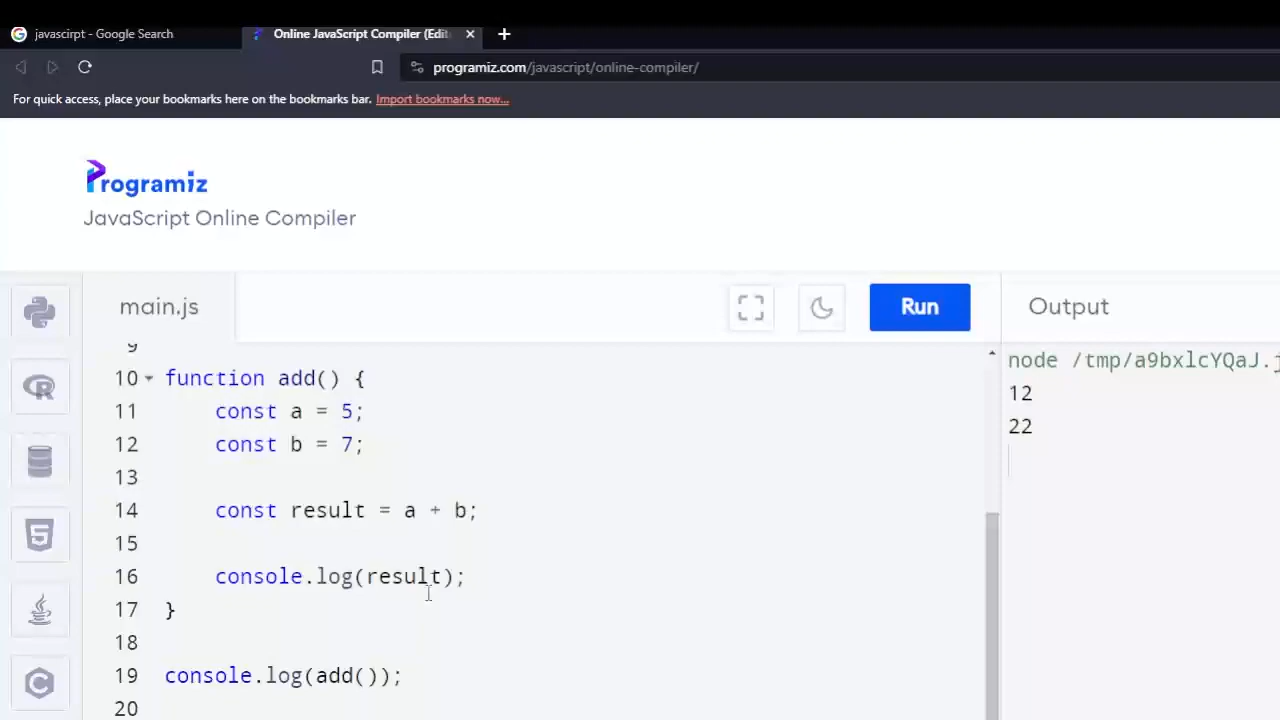 javascirpt - Google Search
Online JavaScript Compiler (Edit
programiz.com/javascript/online-compiler/
For quick access, place your bookmarks here on the bookmarks bar. Import bookmarks now...
Programiz
JavaScript Online Compiler
main.js
Run
Output
9
10 function add() {
11 const a = 5;
12 const b = 7;
13
14 const result = a + b;
15
16 console.log(result);
17 }
18
19 console.log(add());
20
node /tmp/a9bxlcYQaJ.j
12
22